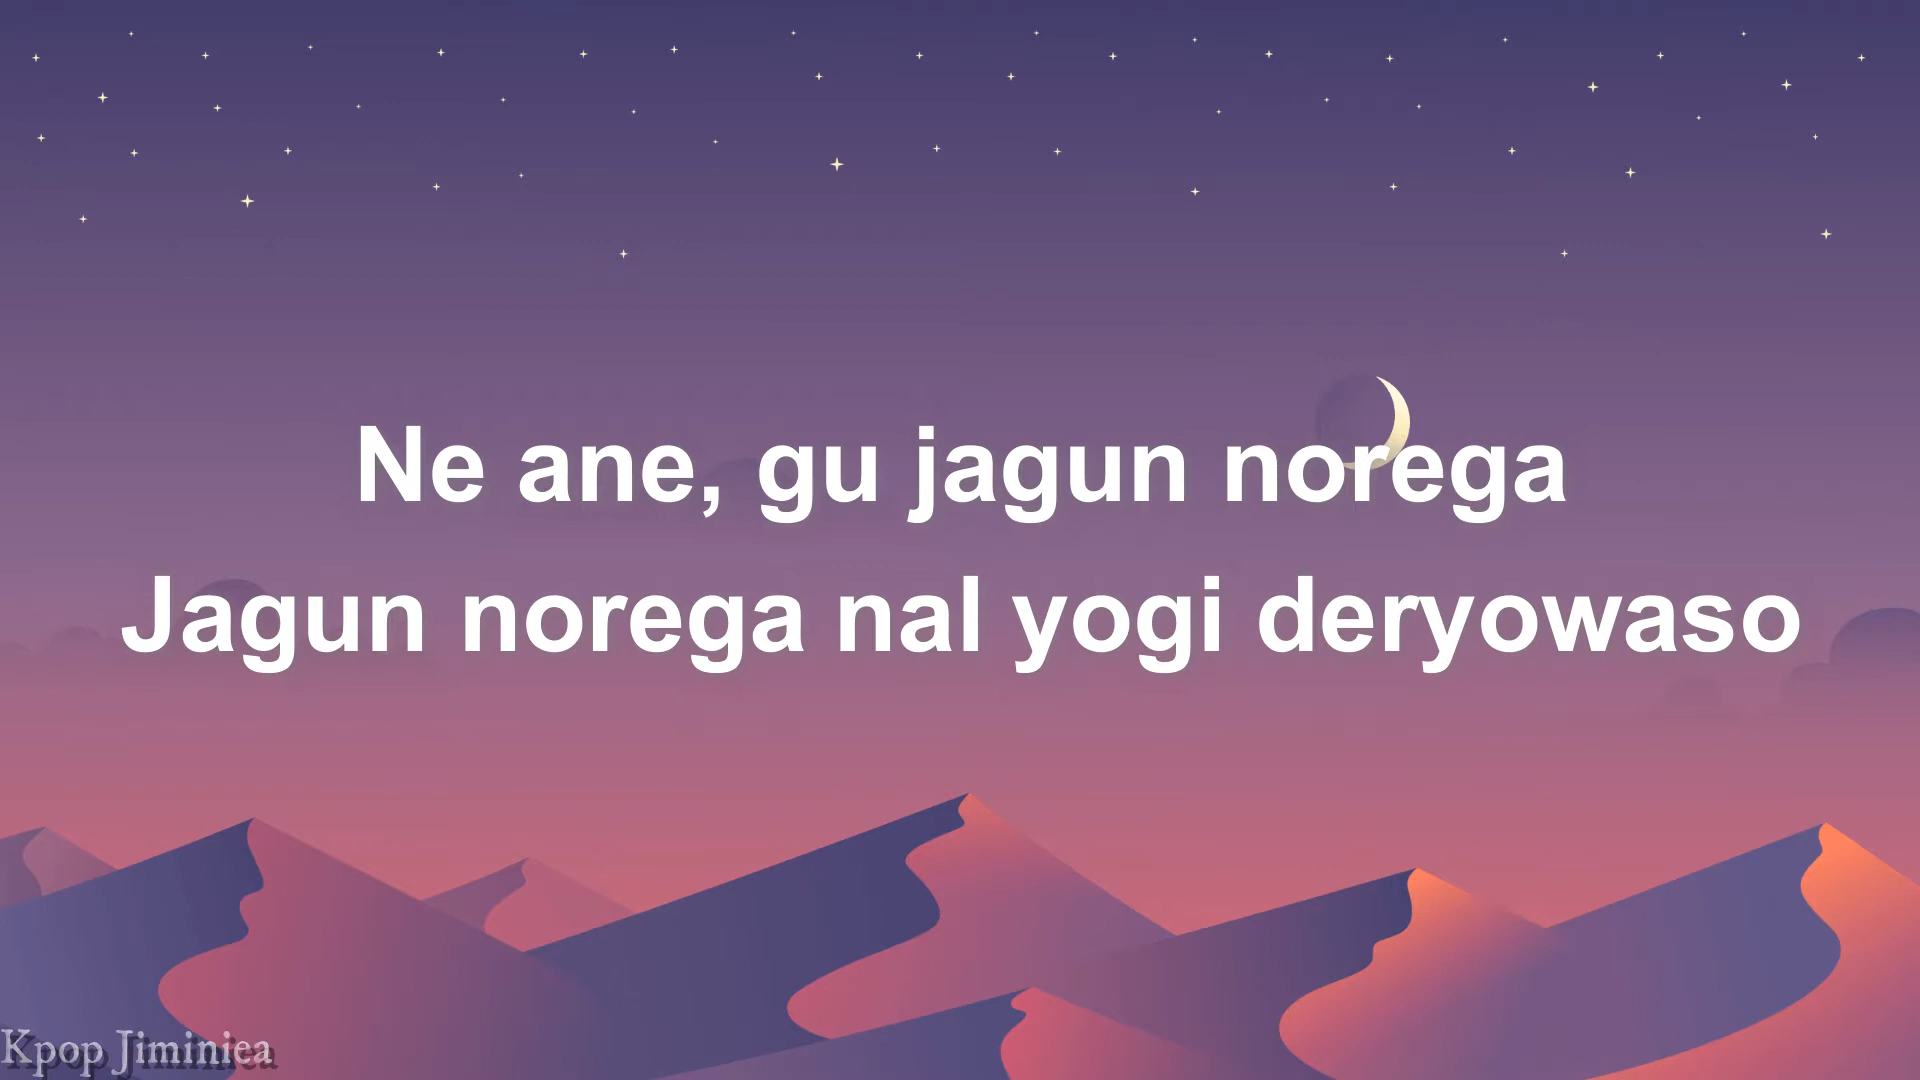 Ne ane, gu jagun norega
Jagun norega nal yogi deryowaso
Kpop Jiminiea